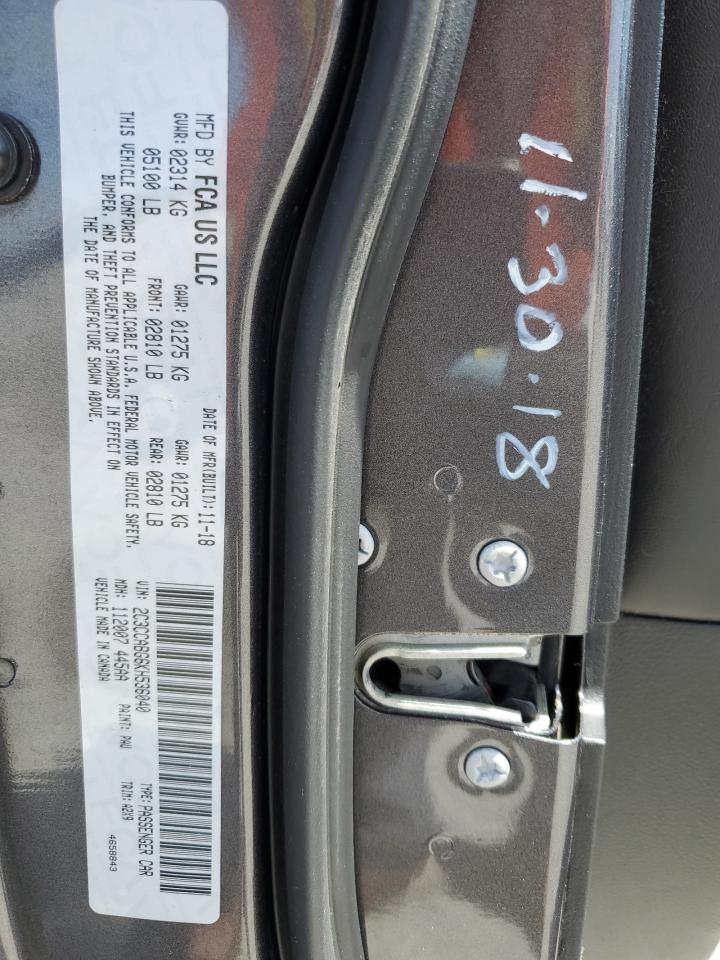 MFD BY FCA US LLC
DATE OF MFR(BUILT): 11-18
GVWR: 02314 KG
GAWR: 01275 KG
GAWR: 01275 KG
05100 LB
FRONT: 02810 LB
REAR: 02810 LB
THIS VEHICLE CONFORMS TO ALL APPLICABLE U.S.A. FEDERAL MOTOR VEHICLE SAFETY,
BUMPER, AND THEFT PREVENTION STANDARDS IN EFFECT ON
THE DATE OF MANUFACTURE SHOWN ABOVE.
VIN: 2C3CCABG6KH536040
TYPE: PASSENGER CAR
MDH: 112007 445AA
PAINT: PAU
TRIM: A2X9
VEHICLE MADE IN CANADA
4658843
11-30-18